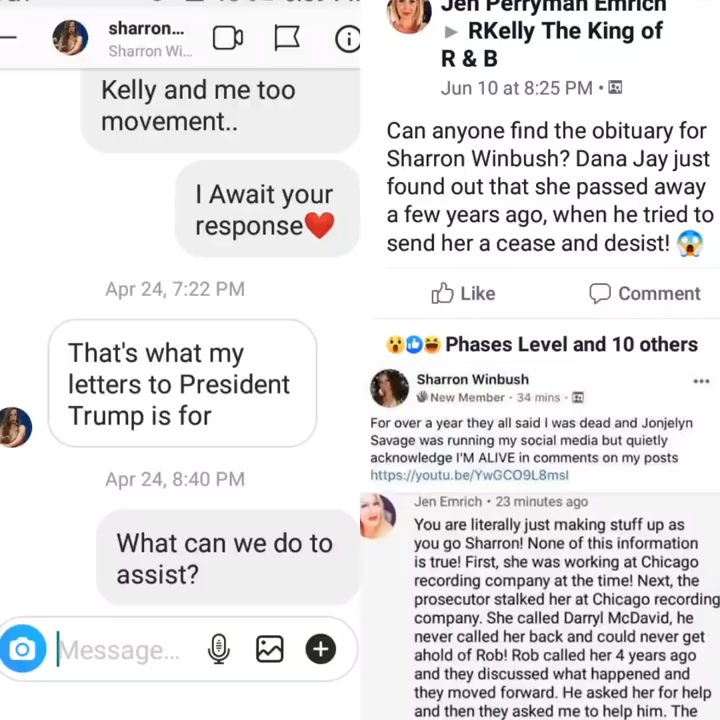 sharron...
Sharron Wi...
Kelly and me too
movement..
I Await your
response❤️
Apr 24, 7:22 PM
That's what my
letters to President
Trump is for
Apr 24, 8:40 PM
What can we do to
assist?
Message...
Jen Perryman Emrich
▸ RKelly The King of
R & B
Jun 10 at 8:25 PM •
Can anyone find the obituary for
Sharron Winbush? Dana Jay just
found out that she passed away
a few years ago, when he tried to
send her a cease and desist! 😱
Like
Comment
Phases Level and 10 others
Sharron Winbush
New Member • 34 mins •
For over a year they all said I was dead and Jonjelyn
Savage was running my social media but quietly
acknowledge I'M ALIVE in comments on my posts
https://youtu.be/YwGCO9L8msI
Jen Emrich • 23 minutes ago
You are literally just making stuff up as
you go Sharron! None of this information
is true! First, she was working at Chicago
recording company at the time! Next, the
prosecutor stalked her at Chicago recording
company. She called Darryl McDavid, he
never called her back and could never get
ahold of Rob! Rob called her 4 years ago
and they discussed what happened and
they moved forward. He asked her for help
and then they asked me to help him. The